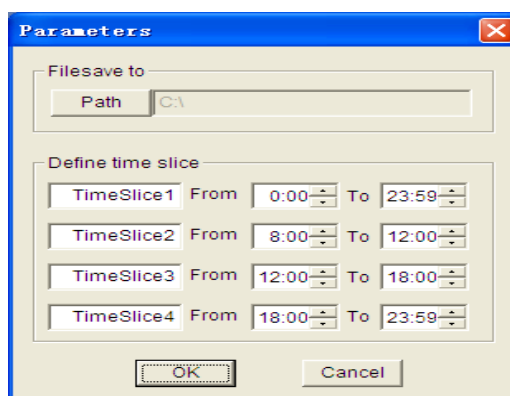 Parameters
Filesave to
Path C:\
Define time slice
TimeSlice1 From 0:00 To 23:59
TimeSlice2 From 8:00 To 12:00
TimeSlice3 From 12:00 To 18:00
TimeSlice4 From 18:00 To 23:59
OK Cancel